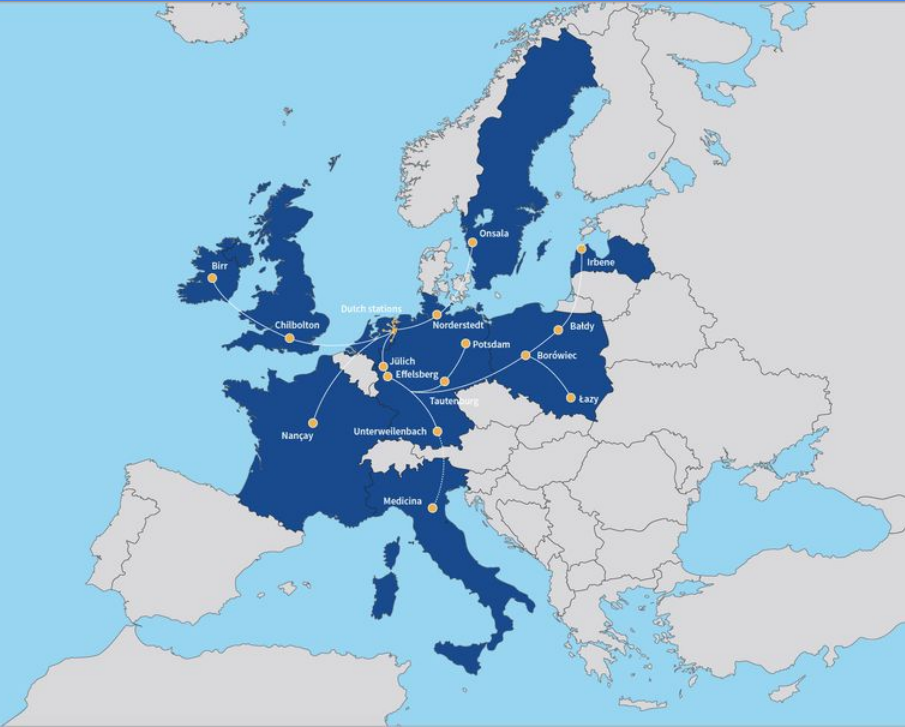 Onsala
Irbene
Birr
Dutch stations
Chilbolton
Norderstedt
Bałdy
Potsdam
Borówiec
Jülich
Effelsberg
Tautenburg
Łazy
Nançay
Unterweilenbach
Medicina